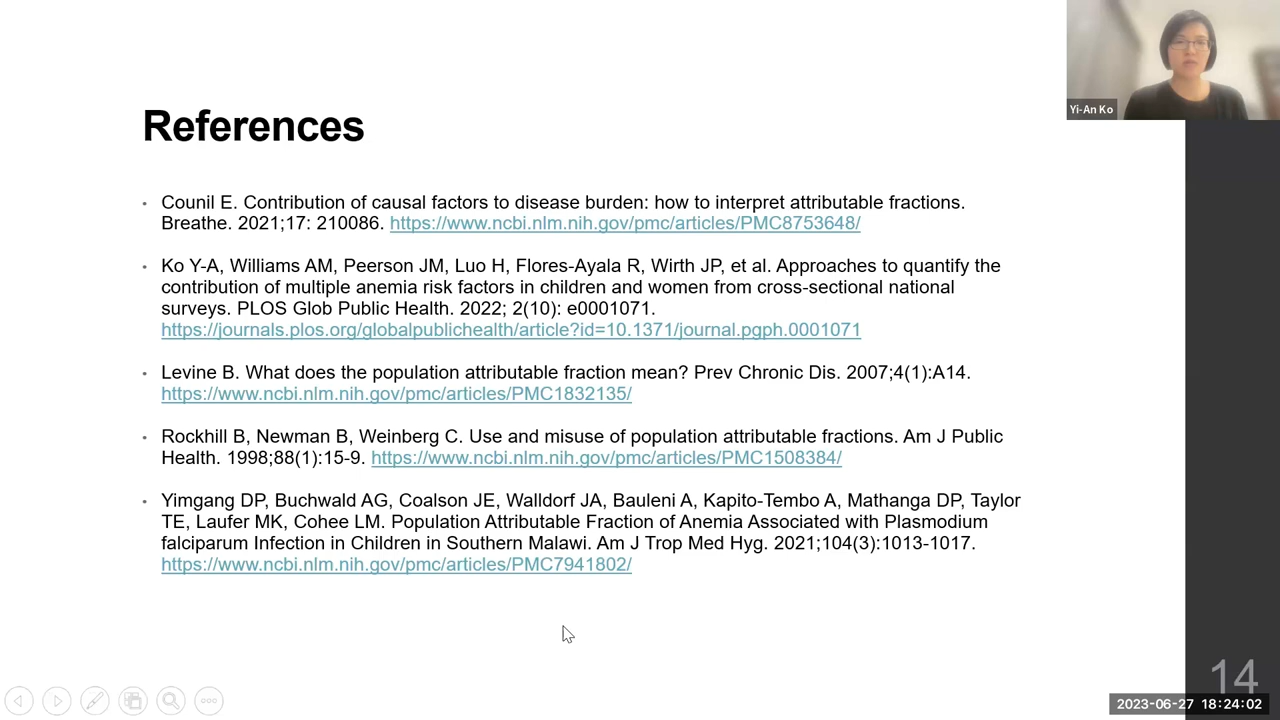 Yi-An Ko
References
• Counil E. Contribution of causal factors to disease burden: how to interpret attributable fractions.
Breathe. 2021;17: 210086. https://www.ncbi.nlm.nih.gov/pmc/articles/PMC8753648/
• Ko Y-A, Williams AM, Peerson JM, Luo H, Flores-Ayala R, Wirth JP, et al. Approaches to quantify the
contribution of multiple anemia risk factors in children and women from cross-sectional national
surveys. PLOS Glob Public Health. 2022; 2(10): e0001071.
https://journals.plos.org/globalpublichealth/article?id=10.1371/journal.pgph.0001071
• Levine B. What does the population attributable fraction mean? Prev Chronic Dis. 2007;4(1):A14.
https://www.ncbi.nlm.nih.gov/pmc/articles/PMC1832135/
• Rockhill B, Newman B, Weinberg C. Use and misuse of population attributable fractions. Am J Public
Health. 1998;88(1):15-9. https://www.ncbi.nlm.nih.gov/pmc/articles/PMC1508384/
• Yimgang DP, Buchwald AG, Coalson JE, Walldorf JA, Bauleni A, Kapito-Tembo A, Mathanga DP, Taylor
TE, Laufer MK, Cohee LM. Population Attributable Fraction of Anemia Associated with Plasmodium
falciparum Infection in Children in Southern Malawi. Am J Trop Med Hyg. 2021;104(3):1013-1017.
https://www.ncbi.nlm.nih.gov/pmc/articles/PMC7941802/
14
2023-06-27 18:24:02